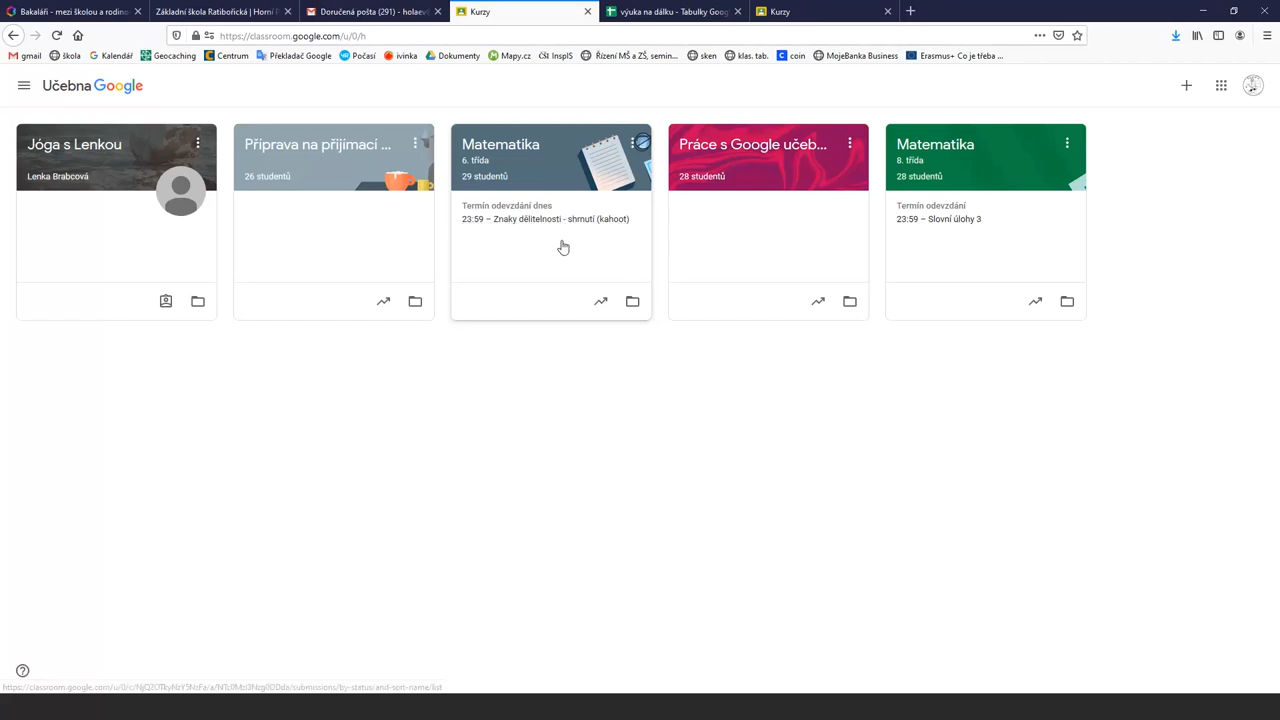 Bakaláři - mezi školou a rodino
Základní škola Ratibořická | Horní P
Doručená pošta (291) - holaev
Kurzy
výuka na dálku - Tabulky Goog
Kurzy
https://classroom.google.com/u/0/h
gmail
škola
Kalendář
Geocaching
Centrum
Překladač Google
Počasí
ivinka
Dokumenty
Mapy.cz
ČŠI InspIS
Řízení MŠ a ZŠ, semin...
sken
klas. tab.
coin
MojeBanka Business
Erasmus+ Co je třeba ...
Učebna Google
Jóga s Lenkou
Lenka Brabcová
Příprava na přijímací ...
26 studentů
Matematika
6. třída
29 studentů
Termín odevzdání dnes
23:59 – Znaky dělitelnosti - shrnutí (kahoot)
Práce s Google učeb...
28 studentů
Matematika
8. třída
28 studentů
Termín odevzdání
23:59 – Slovní úlohy 3